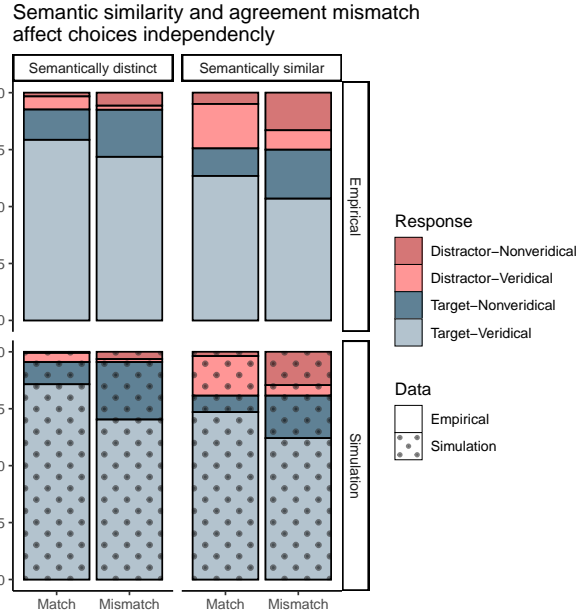 Semantic similarity and agreement mismatch
affect choices independencly
Semantically distinct
Semantically similar
Empirical
Simulation
Match
Mismatch
Match
Mismatch
Response
Distractor−Nonveridical
Distractor−Veridical
Target−Nonveridical
Target−Veridical
Data
Empirical
Simulation